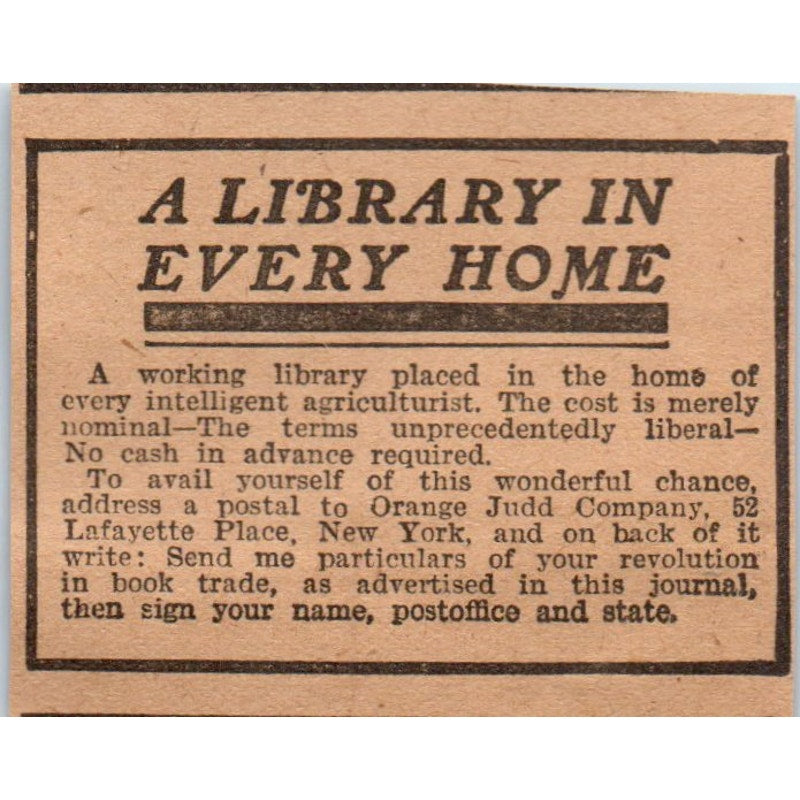 A LIBRARY IN
EVERY HOME
A working library placed in the home of
every intelligent agriculturist. The cost is merely
nominal—The terms unprecedentedly liberal—
No cash in advance required.
To avail yourself of this wonderful chance,
address a postal to Orange Judd Company, 52
Lafayette Place, New York, and on back of it
write: Send me particulars of your revolution
in book trade, as advertised in this journal,
then sign your name, postoffice and state.